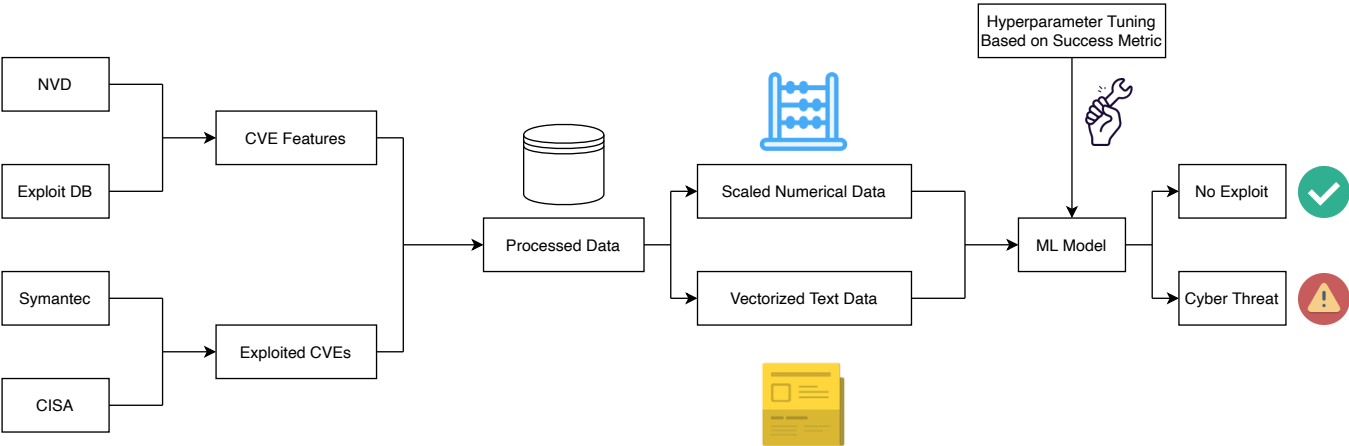 Hyperparameter Tuning
Based on Success Metric
NVD
CVE Features
Exploit DB
Processed Data
Scaled Numerical Data
Vectorized Text Data
ML Model
No Exploit
Cyber Threat
Symantec
Exploited CVEs
CISA